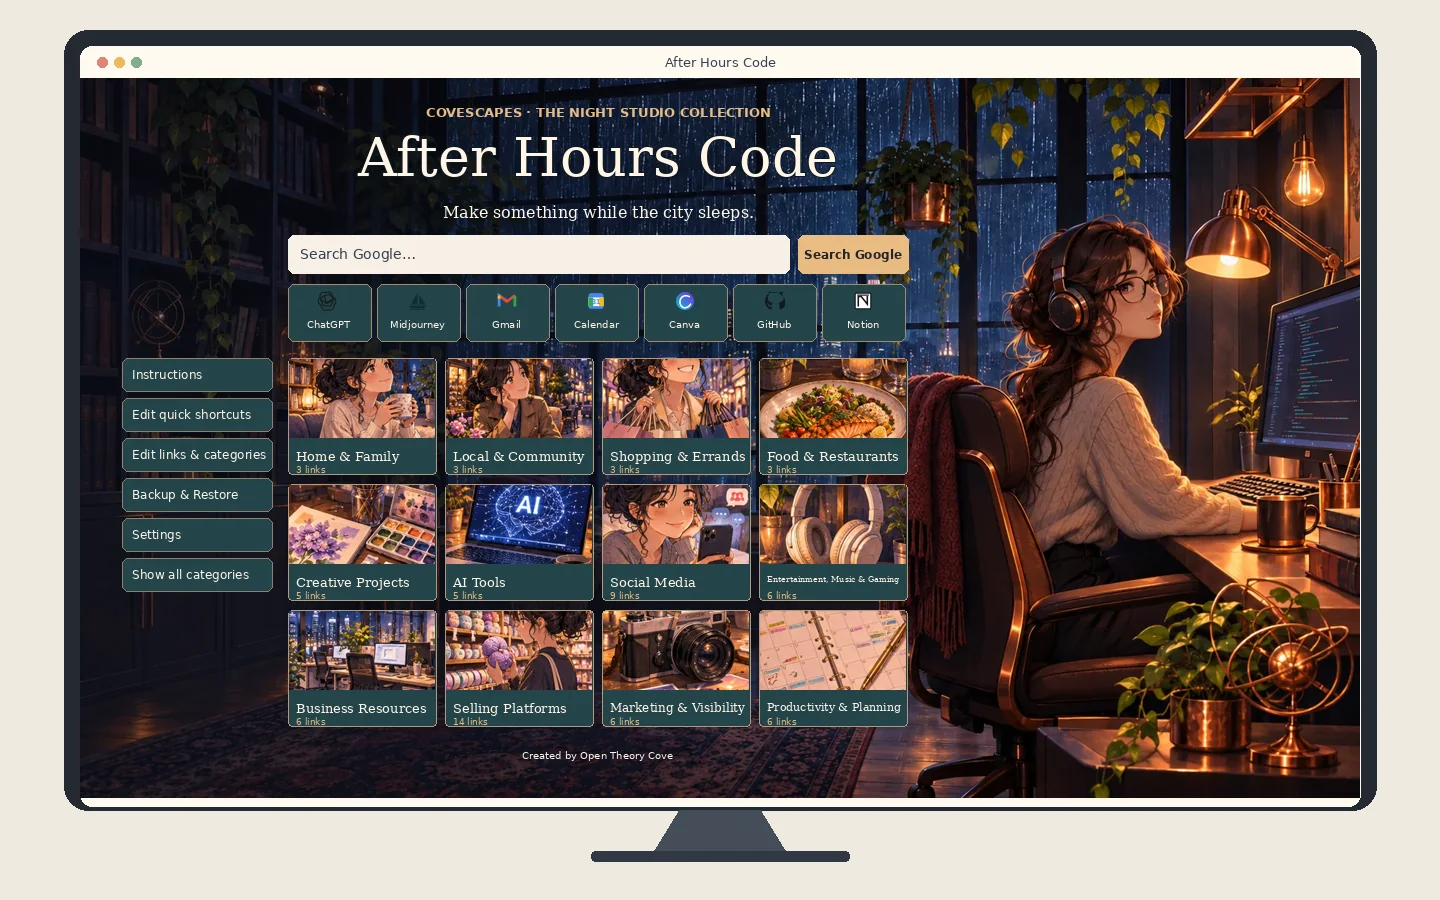 After Hours Code
COVESCAPES · THE NIGHT STUDIO COLLECTION
After Hours Code
Make something while the city sleeps.
Search Google...
Search Google
ChatGPT
Midjourney
Gmail
Calendar
Canva
GitHub
Notion
Instructions
Edit quick shortcuts
Edit links & categories
Backup & Restore
Settings
Show all categories
Home & Family
3 links
Local & Community
3 links
Shopping & Errands
3 links
Food & Restaurants
3 links
AI
Creative Projects
5 links
AI Tools
5 links
Social Media
9 links
Entertainment, Music & Gaming
6 links
Business Resources
6 links
Selling Platforms
14 links
Marketing & Visibility
6 links
Productivity & Planning
6 links
Created by Open Theory Cove